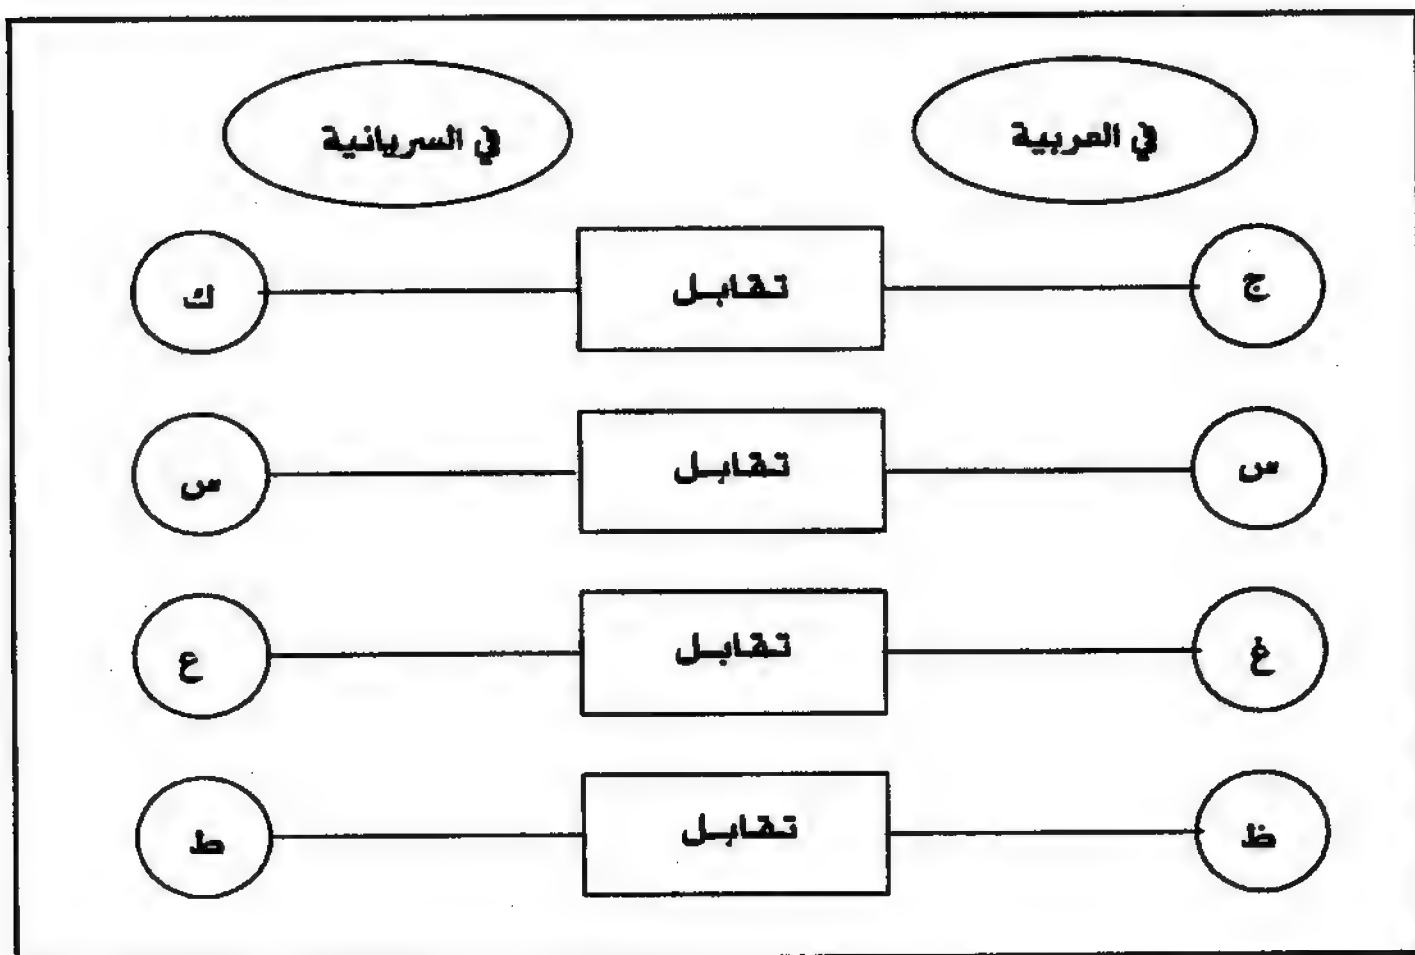 في العربية
في السريانية
ج تقابل ك
س تقابل س
غ تقابل ع
ظ تقابل ط